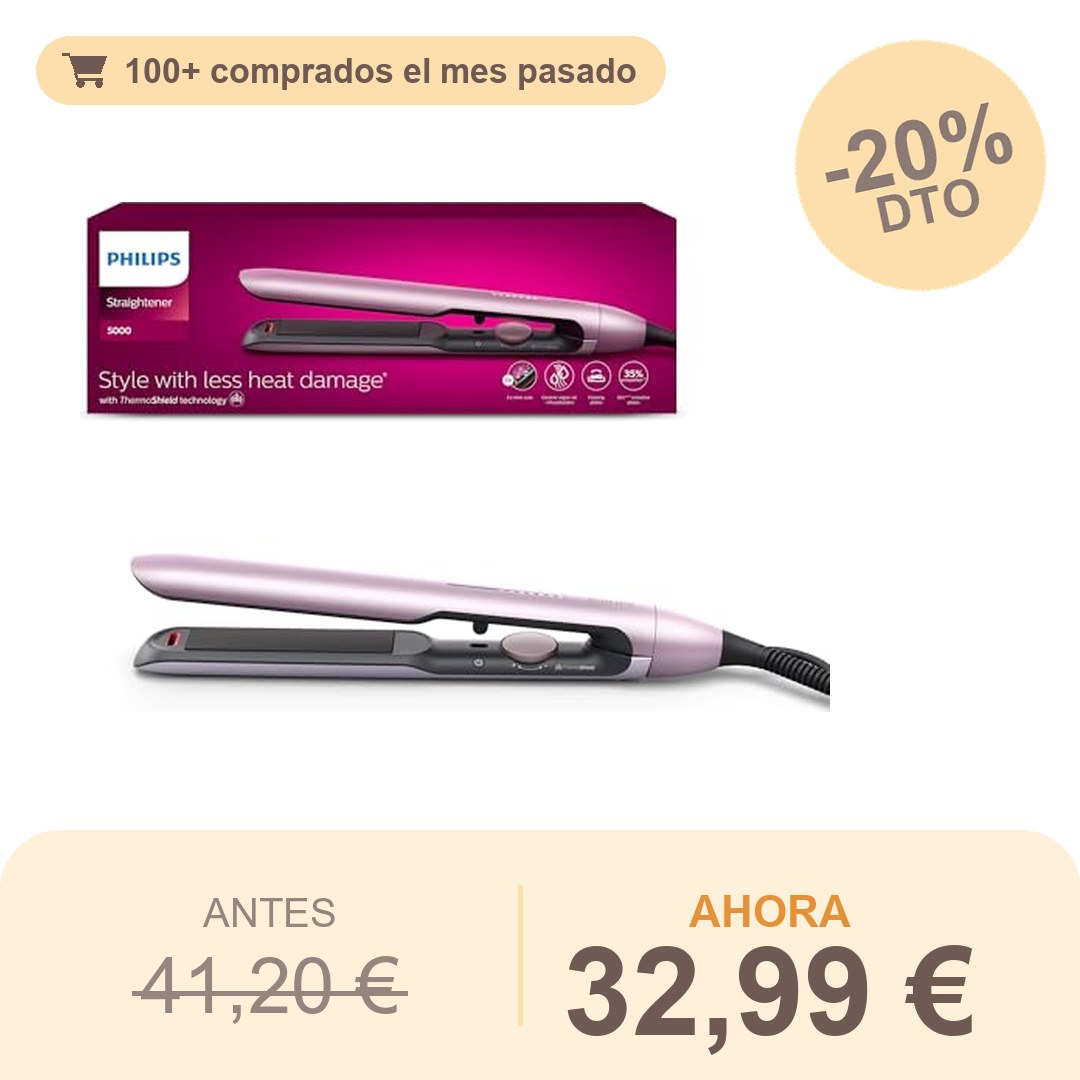 100+ comprados el mes pasado
-20%
DTO
PHILIPS
Straightener
5000
Style with less heat damage*
with ThermoShield technology
35%
ANTES
41,20 €
AHORA
32,99 €